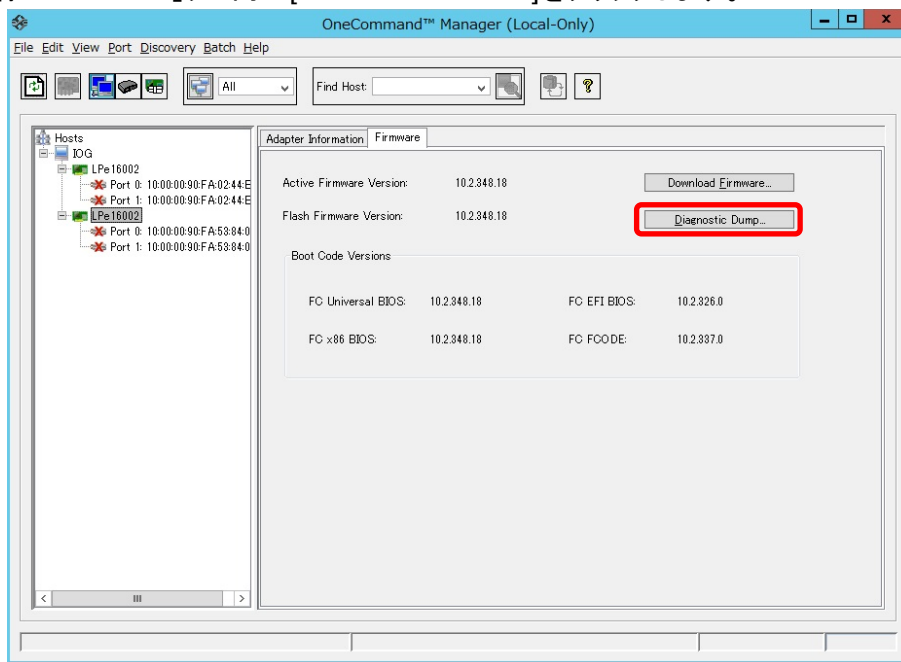 OneCommand™ Manager (Local-Only)
File Edit View Port Discovery Batch Help
All
Find Host:
Hosts
IOG
LPe16002
Port 0: 10:00:00:90:FA:02:44:E
Port 1: 10:00:00:90:FA:02:44:E
LPe16002
Port 0: 10:00:00:90:FA:53:84:0
Port 1: 10:00:00:90:FA:53:84:0
Adapter Information Firmware
Active Firmware Version: 10.2.348.18 Download Firmware...
Flash Firmware Version: 10.2.348.18 Diagnostic Dump...
Boot Code Versions
FC Universal BIOS: 10.2.348.18 FC EFI BIOS: 10.2.326.0
FC x86 BIOS: 10.2.348.18 FC FCODE: 10.2.337.0